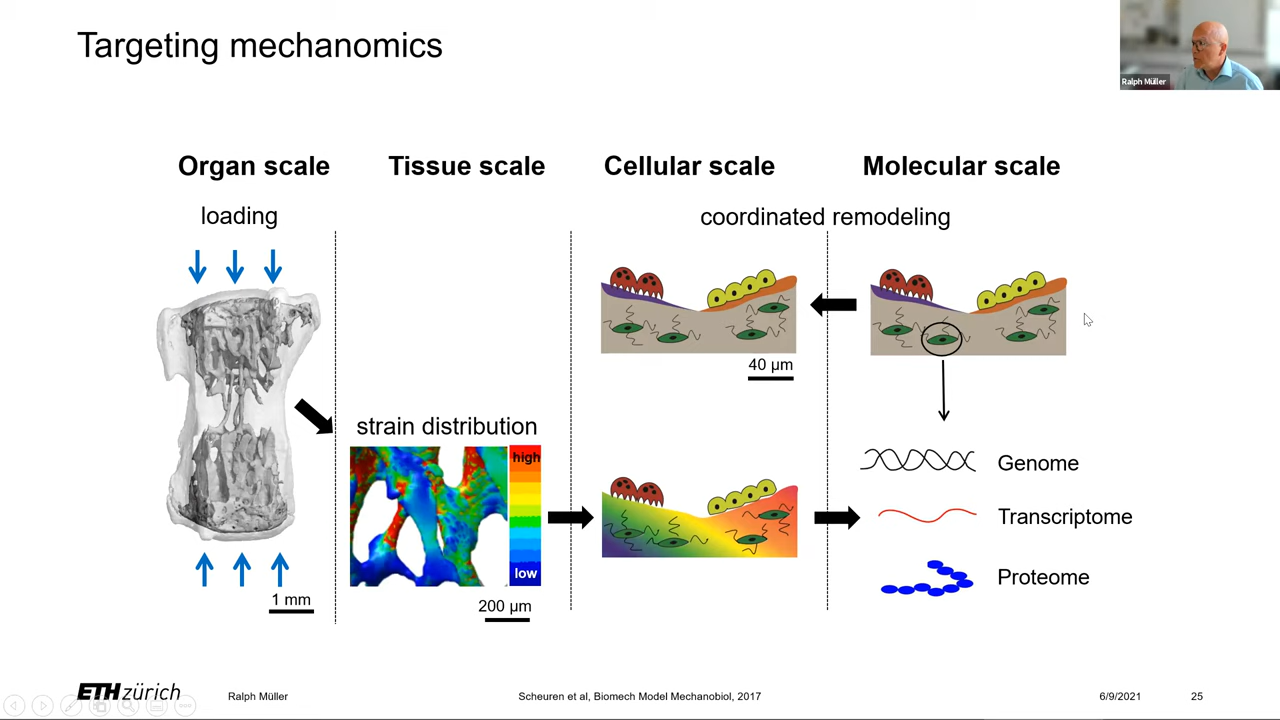 Targeting mechanomics
Ralph Müller
Organ scale
Tissue scale
Cellular scale
Molecular scale
loading
coordinated remodeling
40 µm
strain distribution
high
low
Genome
Transcriptome
Proteome
1 mm
200 µm
ETH zürich
Ralph Müller
Scheuren et al, Biomech Model Mechanobiol, 2017
6/9/2021
25